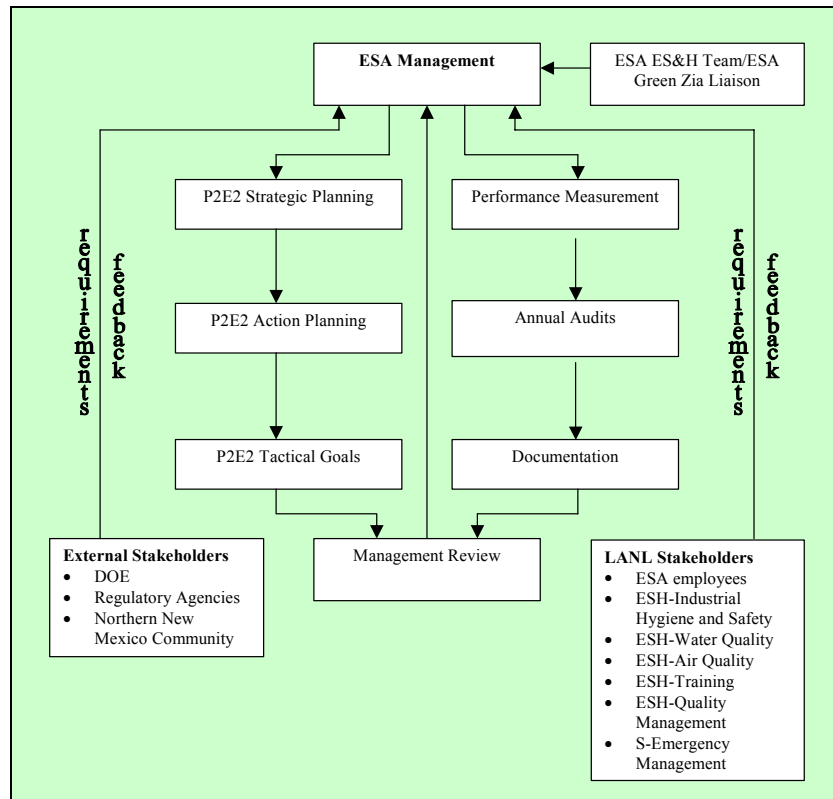 ESA Management
ESA ES&H Team/ESA
Green Zia Liaison
P2E2 Strategic Planning
Performance Measurement
requirements
feedback
requirements
feedback
P2E2 Action Planning
Annual Audits
P2E2 Tactical Goals
Documentation
Management Review
External Stakeholders
• DOE
• Regulatory Agencies
• Northern New
Mexico Community
LANL Stakeholders
• ESA employees
• ESH-Industrial
Hygiene and Safety
• ESH-Water Quality
• ESH-Air Quality
• ESH-Training
• ESH-Quality
Management
• S-Emergency
Management